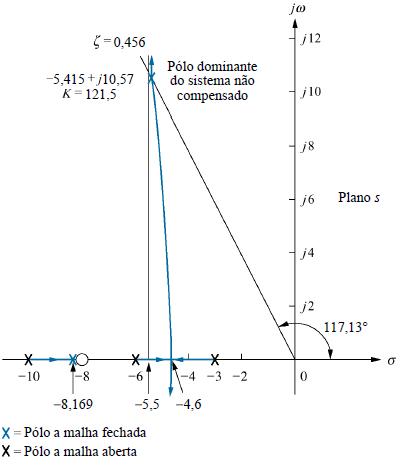 jω
ζ = 0,456
j12
−5,415 + j10,57
K = 121,5
Pólo dominante
do sistema não
compensado
j10
j8
j6
Plano s
j4
j2
117,13°
−10
−8
−6
−4
−3
−2
0
σ
−8,169
−5,5
−4,6
X = Pólo a malha fechada
X = Pólo a malha aberta